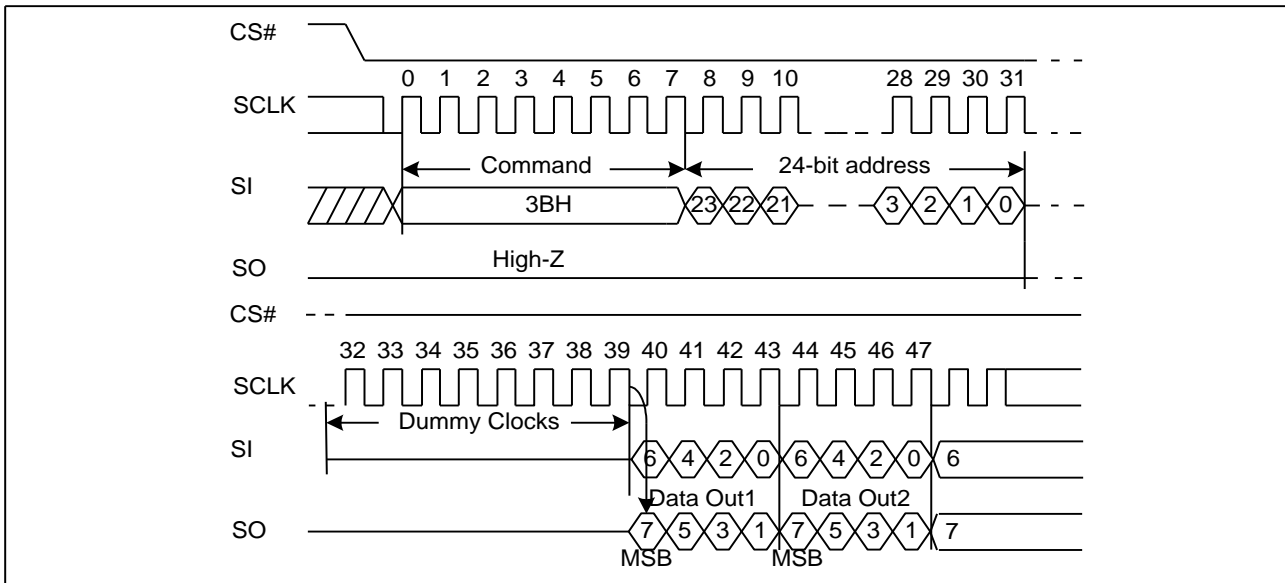 CS#
0 1 2 3 4 5 6 7 8 9 10 28 29 30 31
SCLK
Command 24-bit address
SI
3BH 23 22 21 3 2 1 0
High-Z
SO
CS#
32 33 34 35 36 37 38 39 40 41 42 43 44 45 46 47
SCLK
Dummy Clocks
SI
6 4 2 0 6 4 2 0 6
Data Out1 Data Out2
SO
7 5 3 1 7 5 3 1 7
MSB MSB